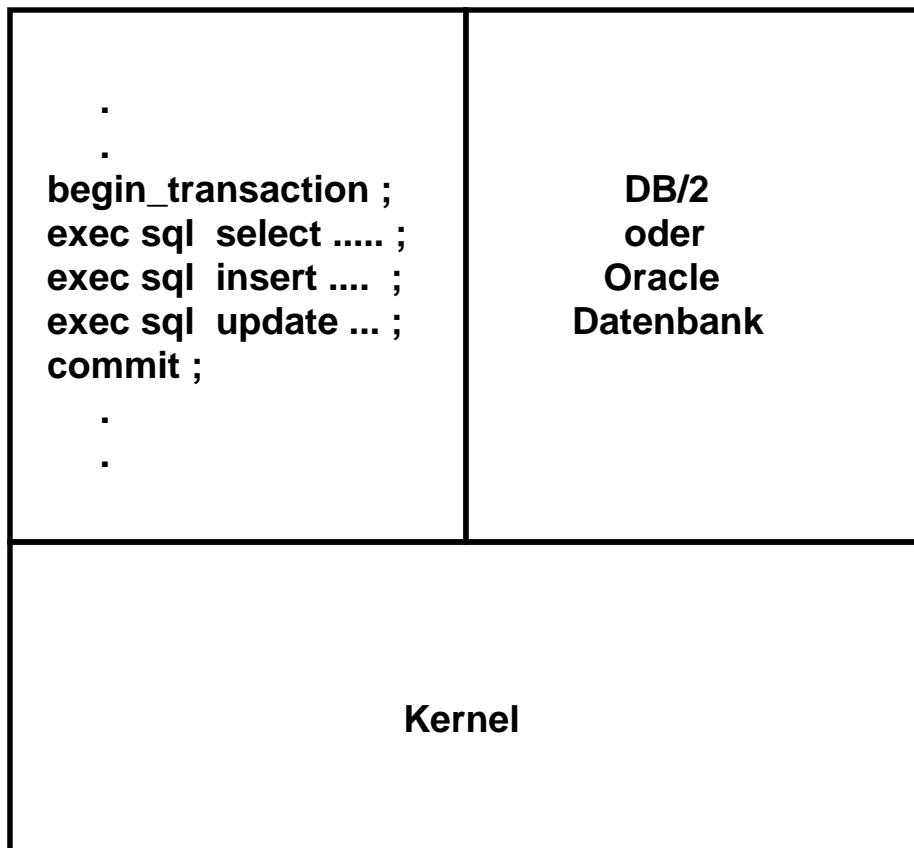 .
.
begin_transaction ;
exec sql select ..... ;
exec sql insert .... ;
exec sql update ... ;
commit ;
.
.
DB/2
oder
Oracle
Datenbank
Kernel